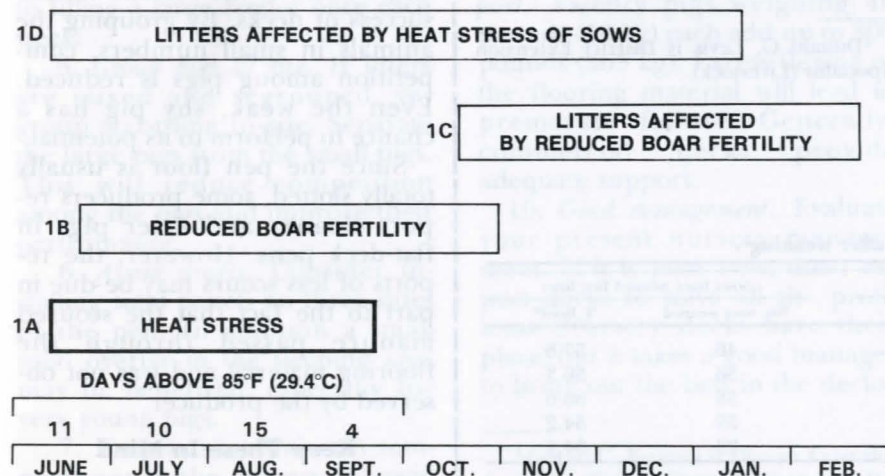 1D LITTERS AFFECTED BY HEAT STRESS OF SOWS
1C LITTERS AFFECTED
BY REDUCED BOAR FERTILITY
1B REDUCED BOAR FERTILITY
1A HEAT STRESS
DAYS ABOVE 85°F (29.4°C)
11 10 15 4
JUNE JULY AUG. SEPT. OCT. NOV. DEC. JAN. FEB.